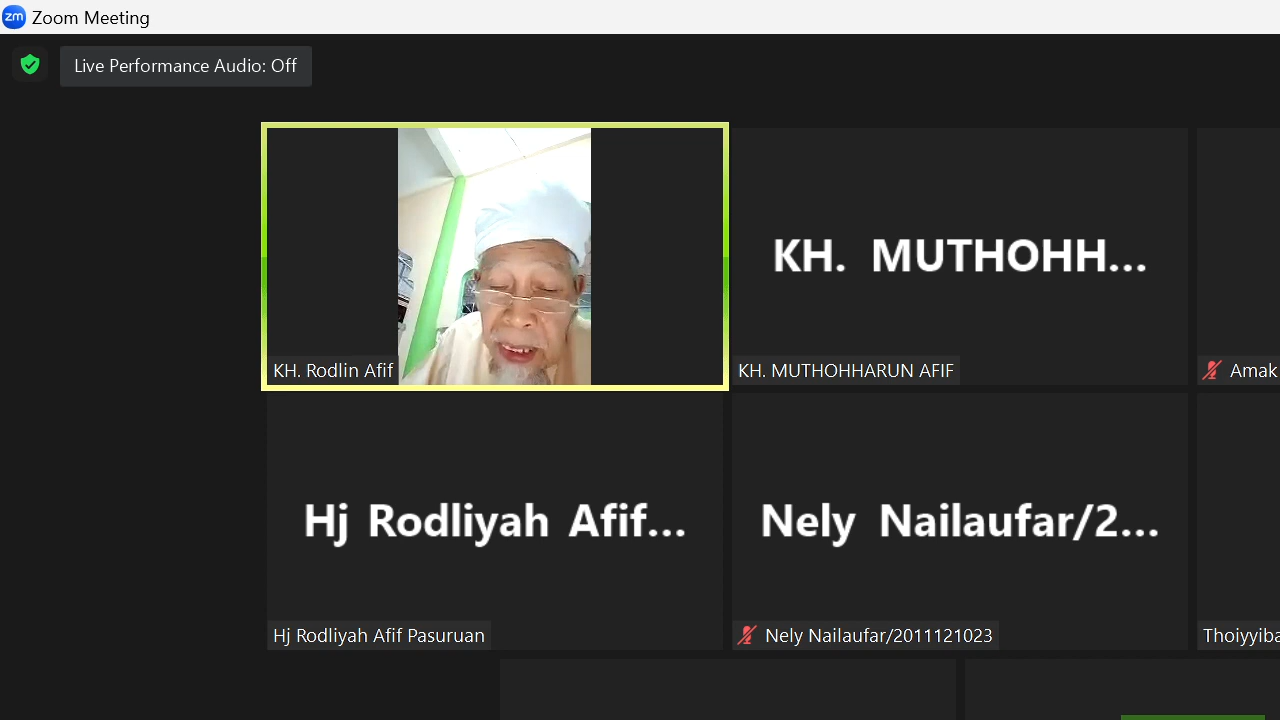 zm Zoom Meeting
Live Performance Audio: Off
KH. MUTHOHH...
KH. Rodlin Afif
KH. MUTHOHHARUN AFIF
Amak
Hj Rodliyah Afif...
Nely Nailaufar/2...
Hj Rodliyah Afif Pasuruan
Nely Nailaufar/2011121023
Thoiyyiba